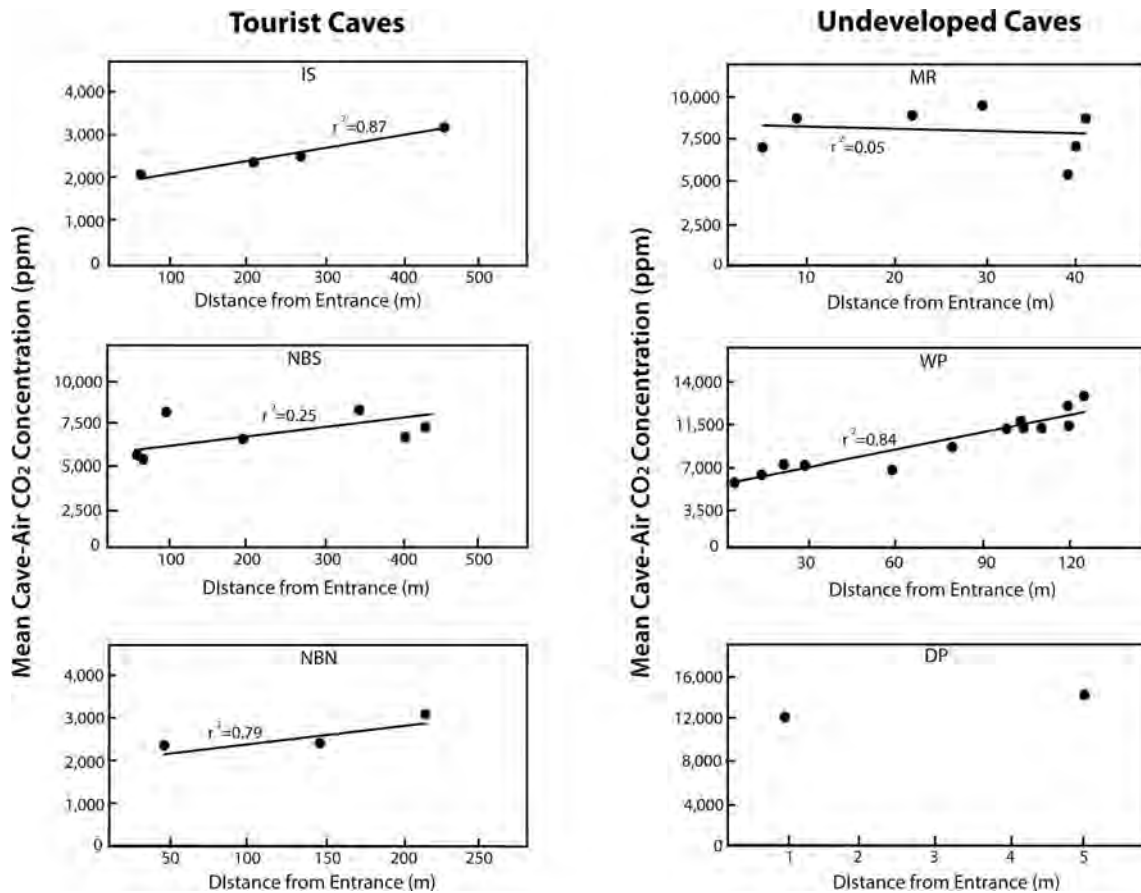 Tourist Caves
Undeveloped Caves
Mean Cave-Air CO2 Concentration (ppm)
IS
4,000
3,000
2,000
1,000
0
r²=0.87
100 200 300 400 500
DIstance from Entrance (m)
NBS
10,000
7,500
5,000
2,500
0
r²=0.25
100 200 300 400 500
DIstance from Entrance (m)
NBN
4,000
3,000
2,000
1,000
0
r²=0.79
50 150 200 250
DIstance from Entrance (m)
Mean Cave-Air CO2 Concentration (ppm)
MR
10,000
7,500
5,000
2,500
0
r²=0.05
10 20 30 40
DIstance from Entrance (m)
WP
14,000
11,500
7,000
3,500
0
r²=0.84
30 60 90 120
DIstance from Entrance (m)
DP
16,000
12,000
14,000
4,000
0
1 2 3 4 5
DIstance from Entrance (m)